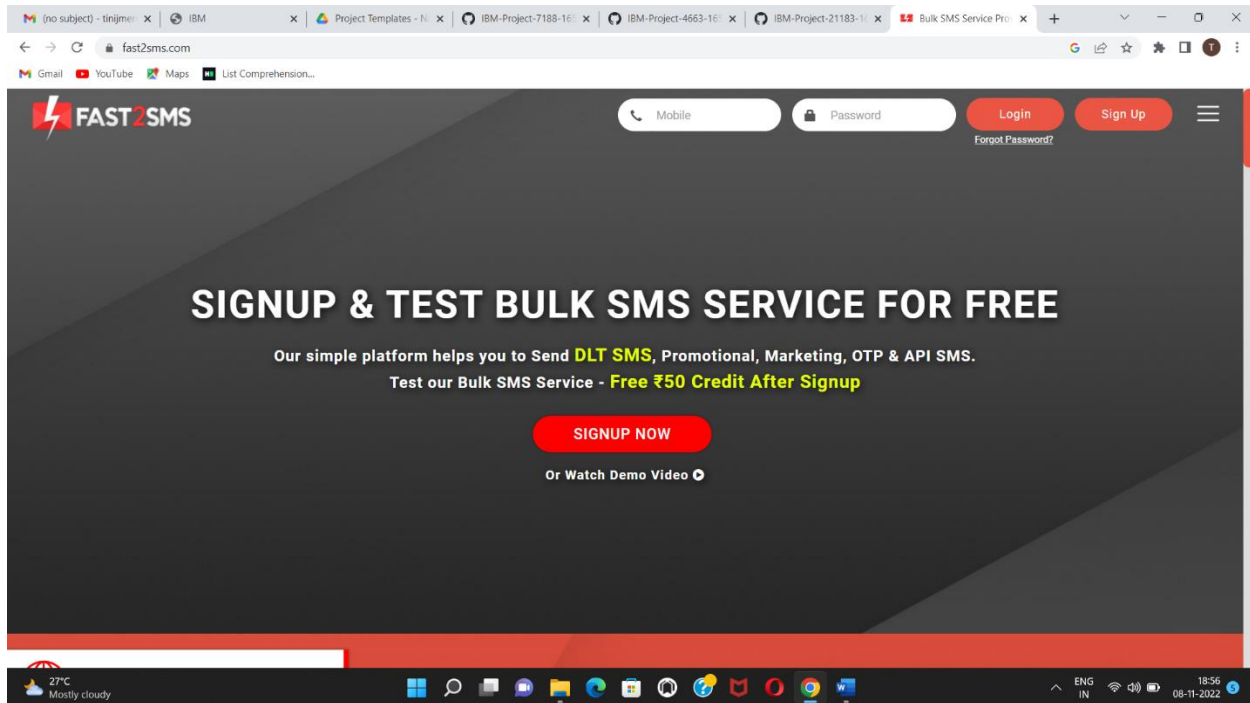 (no subject) - tinijmer
IBM
Project Templates - N
IBM-Project-7188-165
IBM-Project-4663-165
IBM-Project-21183-1
Bulk SMS Service Pro
fast2sms.com
G
T
Gmail
YouTube
Maps
List Comprehension...
FAST2SMS
Mobile
Password
Login
Sign Up
Forgot Password?
SIGNUP & TEST BULK SMS SERVICE FOR FREE
Our simple platform helps you to Send DLT SMS, Promotional, Marketing, OTP & API SMS.
Test our Bulk SMS Service - Free ₹50 Credit After Signup
SIGNUP NOW
Or Watch Demo Video
27°C
Mostly cloudy
ENG
IN
18:56
08-11-2022
5